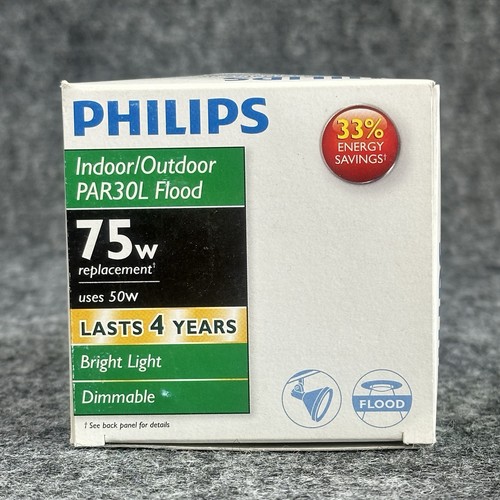 PHILIPS
33%
ENERGY
SAVINGS†
Indoor/Outdoor
PAR30L Flood
75w
replacement†
uses 50w
LASTS 4 YEARS
Bright Light
Dimmable
FLOOD
† See back panel for details